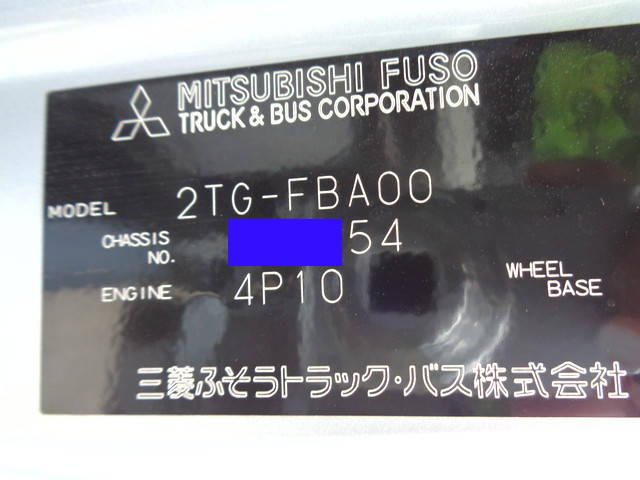 MITSUBISHI FUSO
TRUCK & BUS CORPORATION
MODEL 2TG-FBA00
CHASSIS NO. 54
ENGINE 4P10
WHEEL BASE
三菱ふそうトラック・バス株式会社